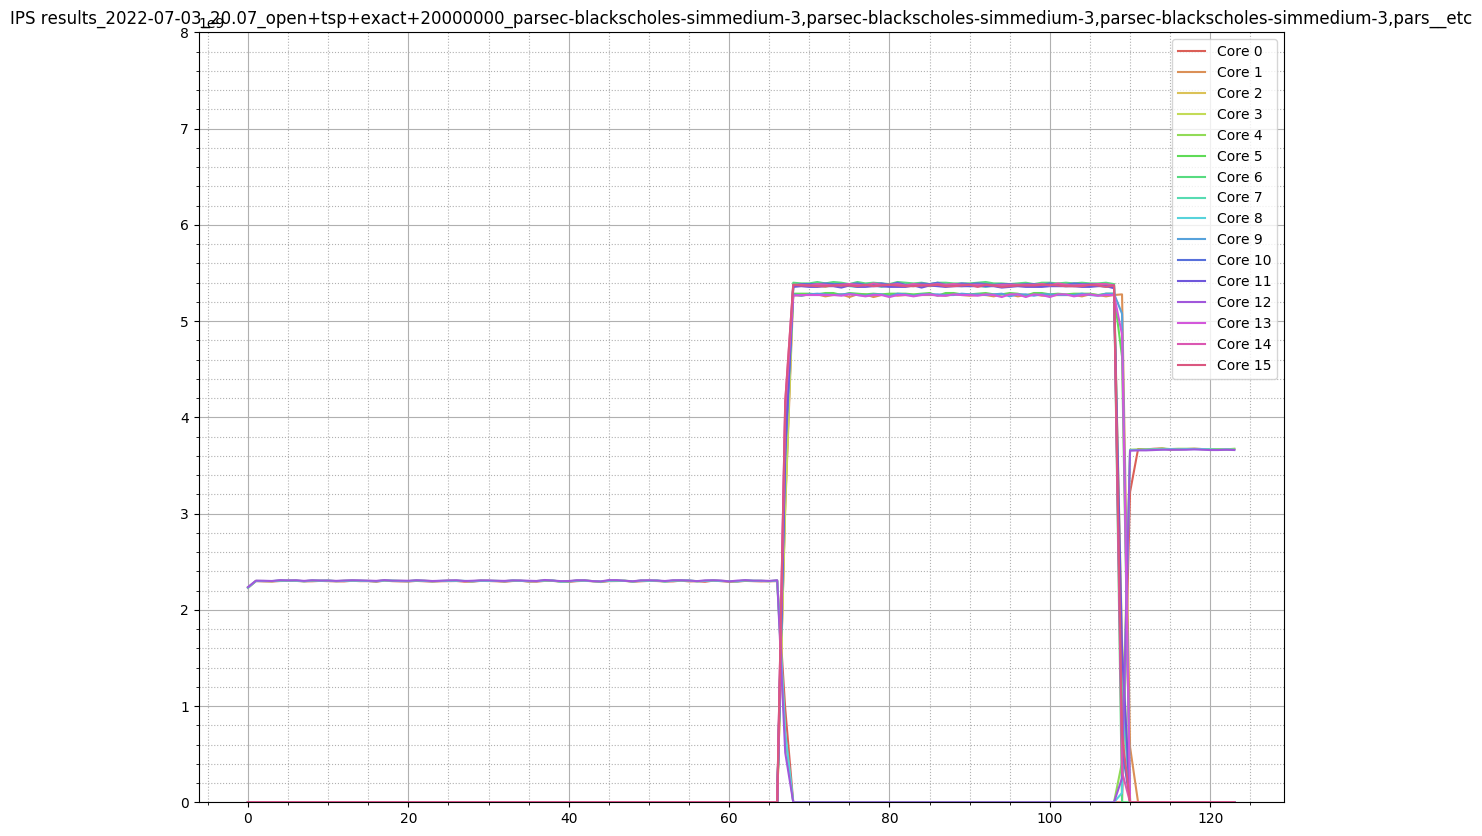 IPS results_2022-07-03_20.07_open+tsp+exact+20000000_parsec-blackscholes-simmedium-3,parsec-blackscholes-simmedium-3,parsec-blackscholes-simmedium-3,pars__etc
1e9
8
7
6
5
4
3
2
1
0
0 20 40 60 80 100 120
Core 0
Core 1
Core 2
Core 3
Core 4
Core 5
Core 6
Core 7
Core 8
Core 9
Core 10
Core 11
Core 12
Core 13
Core 14
Core 15